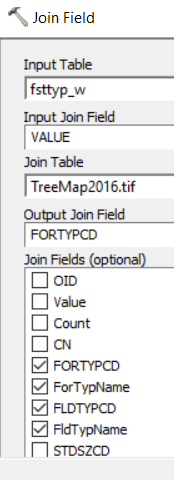 Join Field
Input Table
fsttyp_w
Input Join Field
VALUE
Join Table
TreeMap2016.tif
Output Join Field
FORTYPCD
Join Fields (optional)
OID
Value
Count
CN
FORTYPCD
ForTypName
FLDTYPCD
FldTypName
STDSZCD